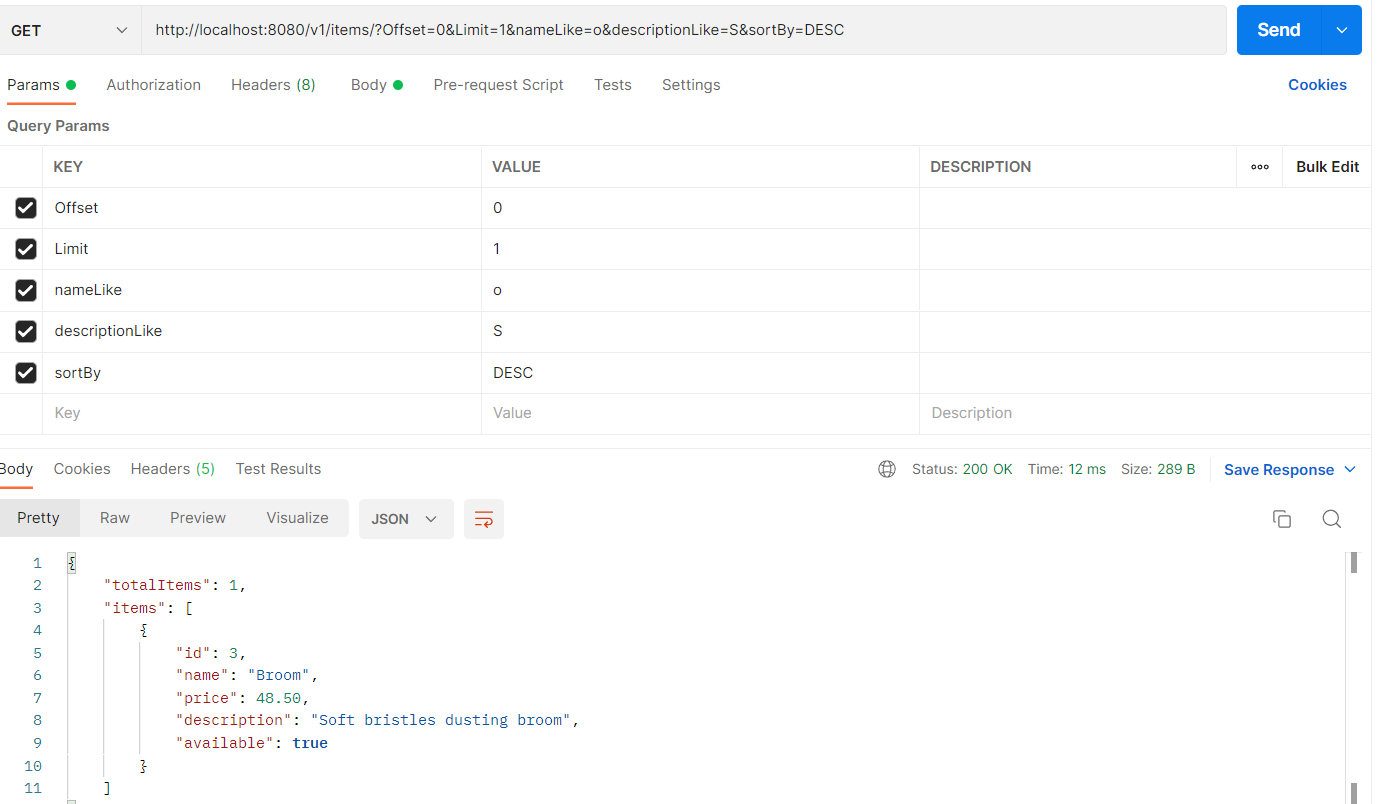 GET http://localhost:8080/v1/items/?Offset=0&Limit=1&nameLike=o&descriptionLike=S&sortBy=DESC Send
Params Authorization Headers (8) Body Pre-request Script Tests Settings Cookies
Query Params
KEY VALUE DESCRIPTION ooo Bulk Edit
Offset 0
Limit 1
nameLike o
descriptionLike S
sortBy DESC
Key Value Description
Body Cookies Headers (5) Test Results Status: 200 OK Time: 12 ms Size: 289 B Save Response
Pretty Raw Preview Visualize JSON
1 {
2 "totalItems": 1,
3 "items": [
4 {
5 "id": 3,
6 "name": "Broom",
7 "price": 48.50,
8 "description": "Soft bristles dusting broom",
9 "available": true
10 }
11 ]